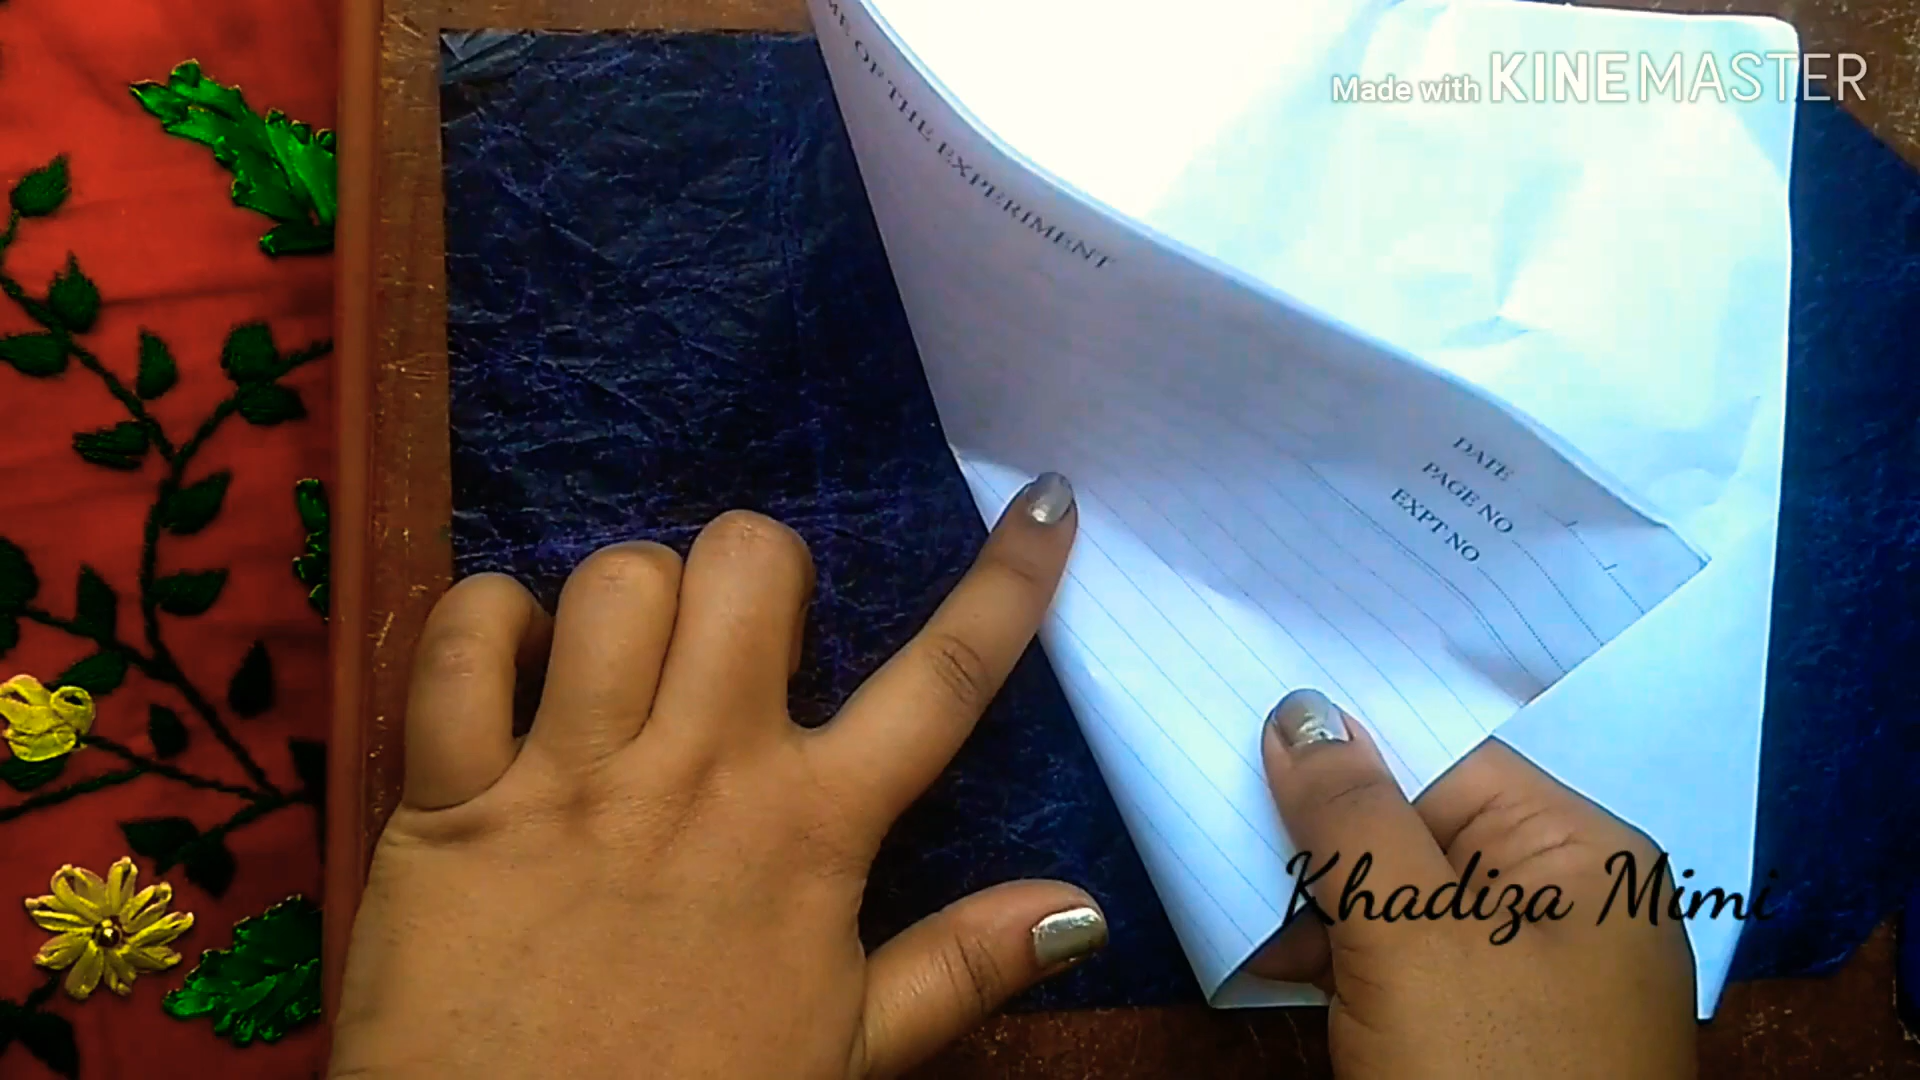 Made with KINEMASTER
OF THE EXPERIMENT
DATE
PAGE NO
EXPT NO
Khadiza Mimi